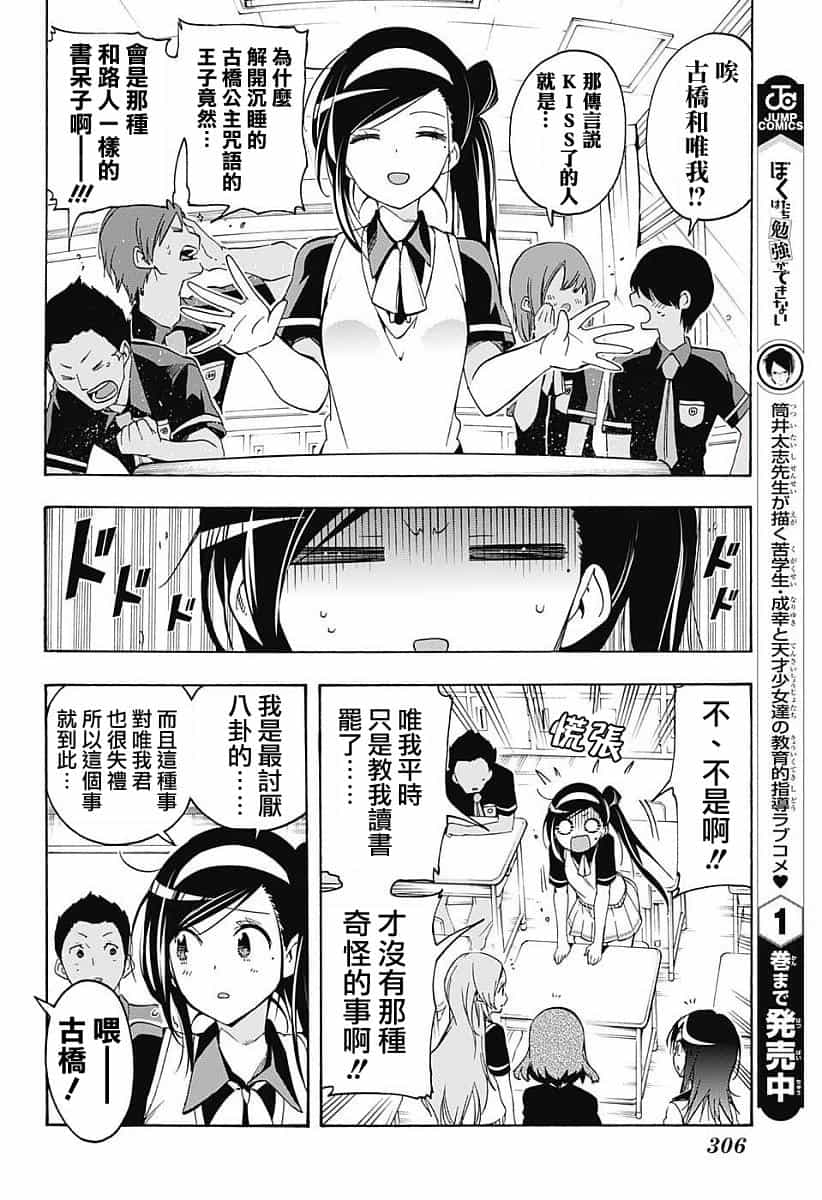 唉
古橋和唯我!?
那傳言說
KISS了的人
就是…
為什麼
解開沉睡的
古橋公主咒語的
王子竟然…
會是那種
和路人一樣的
書呆子啊——!!!
ドドド
ドドド
不、不是啊!!
慌張
唯我平時
只是教我讀書
罷了……
才沒有那種
奇怪的事啊!!
我是最討厭
八卦的……
而且這種事
對唯我君
也很失禮
所以這個事
就到此…
喂——
古橋!
JUMP
COMICS
ぼくたちは勉強ができない
筒井太志先生が描く苦学生・成幸と天才少女達の教育的指導ラブコメ♥
1巻まで発売中
306